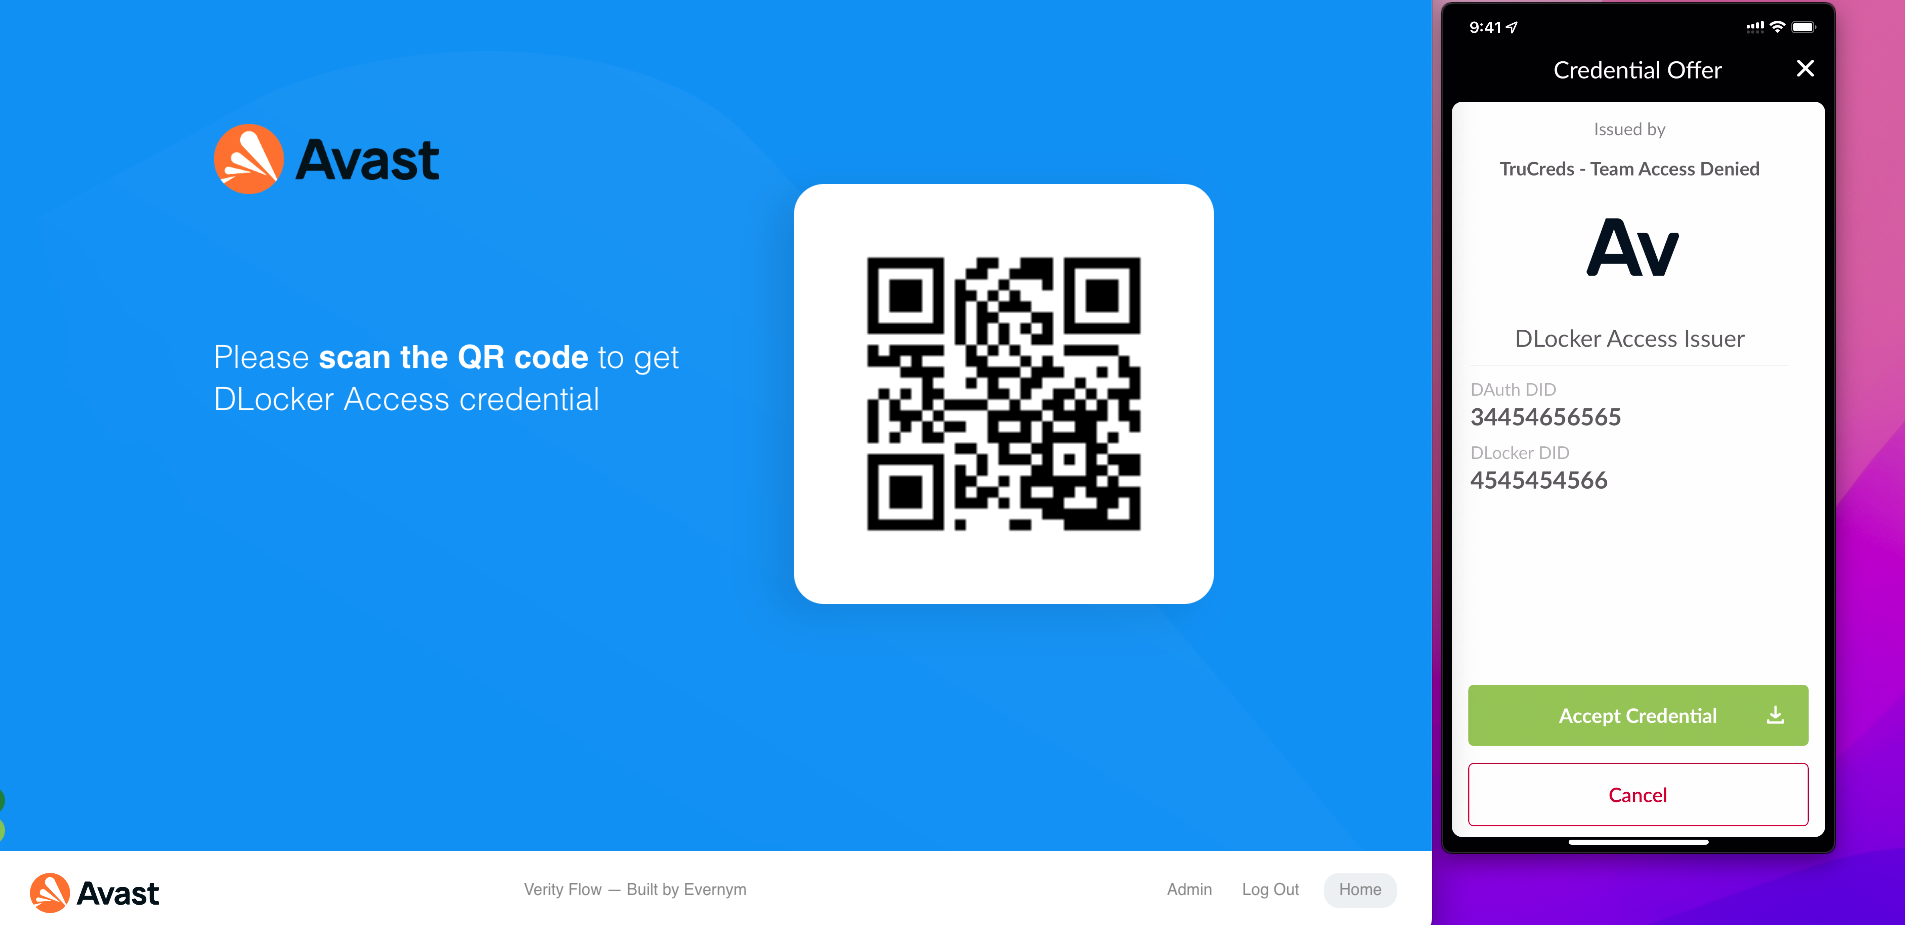 Avast
Please scan the QR code to get
DLocker Access credential
Avast
Verity Flow — Built by Evernym
Admin
Log Out
Home
9:41
Credential Offer
Issued by
TruCreds - Team Access Denied
Av
DLocker Access Issuer
DAuth DID
34454656565
DLocker DID
4545454566
Accept Credential
Cancel